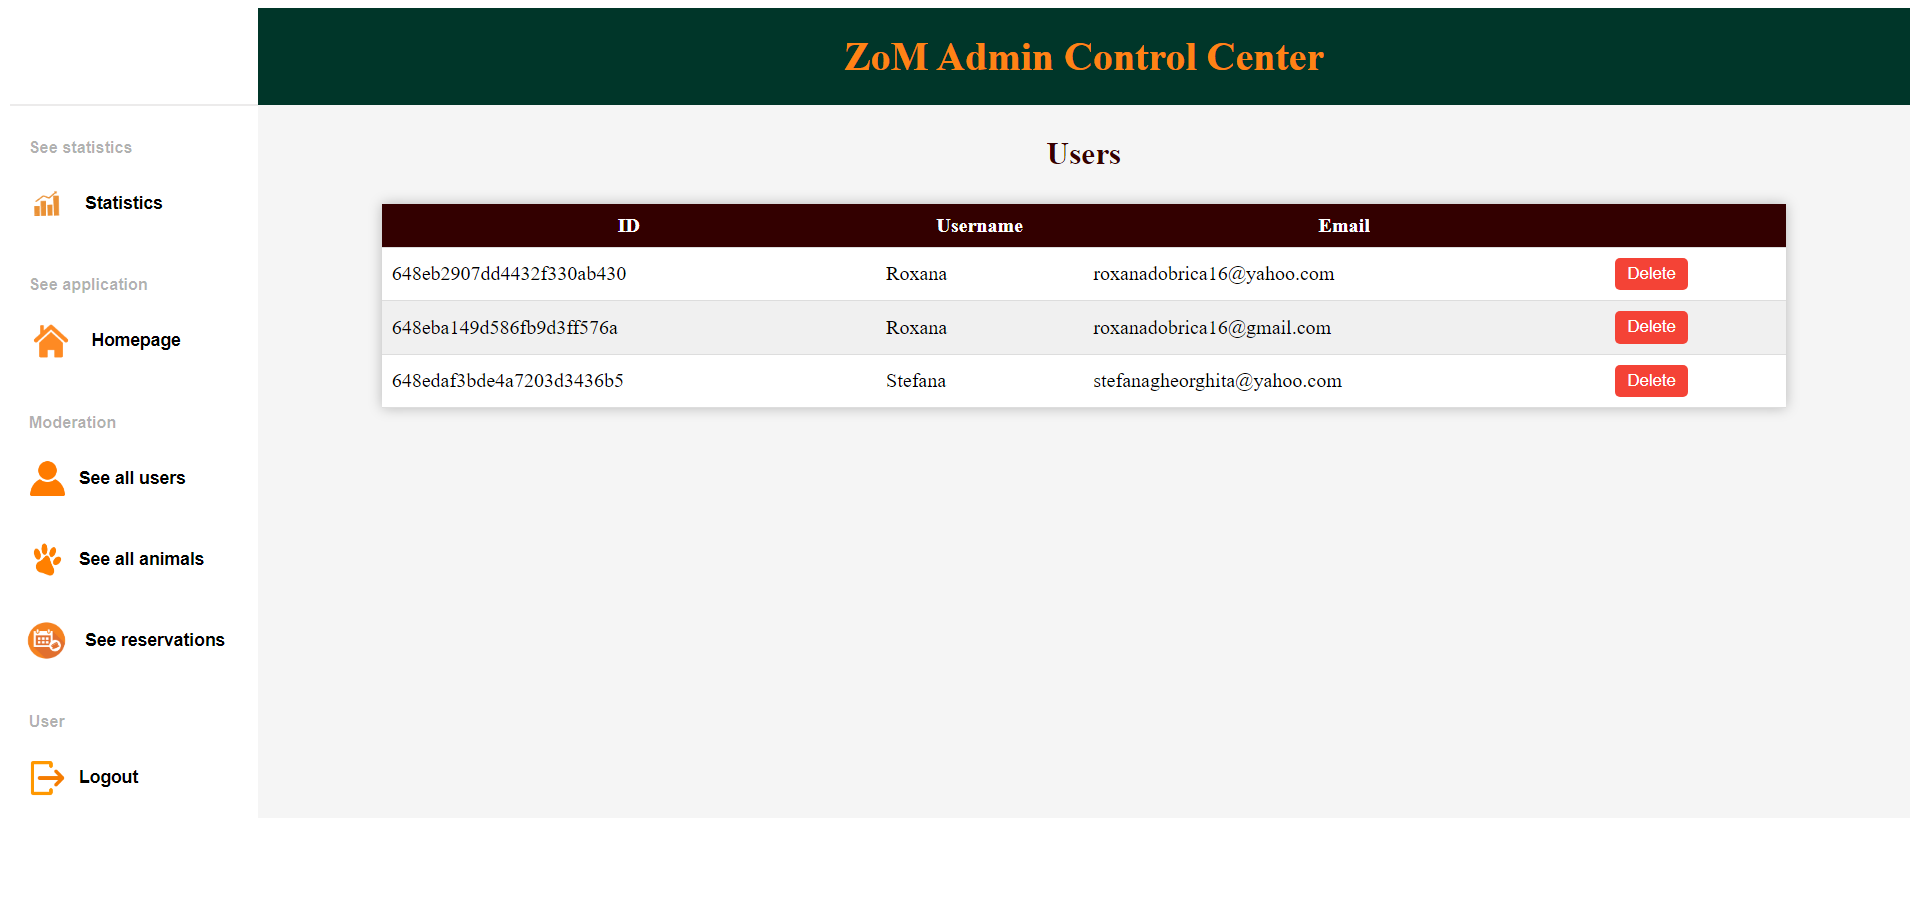 ZoM Admin Control Center
See statistics
Statistics
See application
Homepage
Moderation
See all users
See all animals
See reservations
User
Logout
Users
ID Username Email
648eb2907dd4432f330ab430 Roxana roxanadobrica16@yahoo.com Delete
648eba149d586fb9d3ff576a Roxana roxanadobrica16@gmail.com Delete
648edaf3bde4a7203d3436b5 Stefana stefanagheorghita@yahoo.com Delete